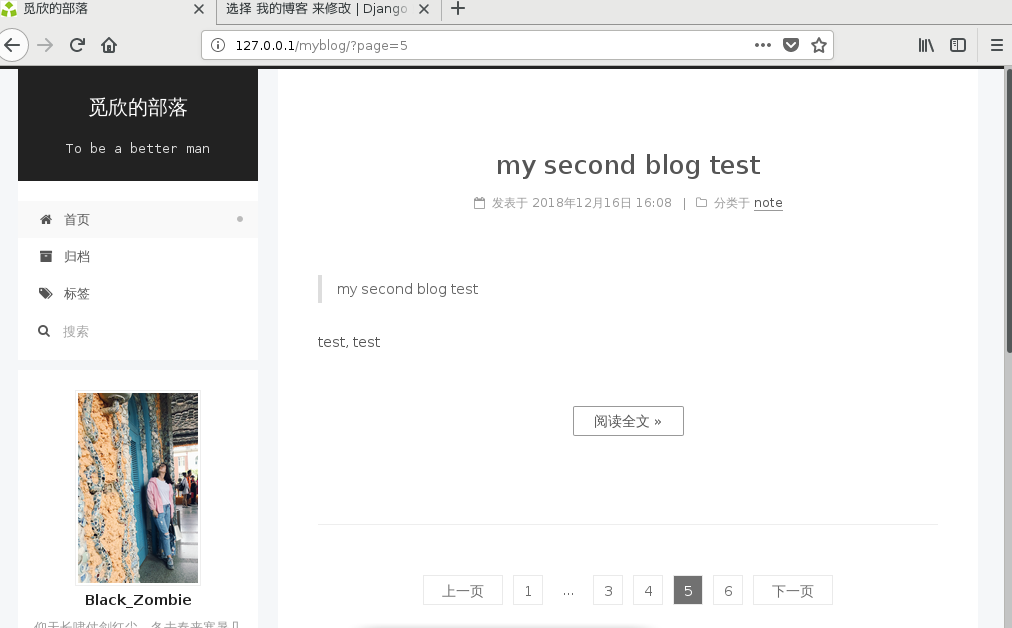 觅欣的部落
选择 我的博客 来修改 | Django
127.0.0.1/myblog/?page=5
觅欣的部落
To be a better man
首页
归档
标签
搜索
Black_Zombie
my second blog test
发表于 2018年12月16日 16:08 | 分类于 note
my second blog test
test, test
阅读全文 »
上一页 1 ... 3 4 5 6 下一页